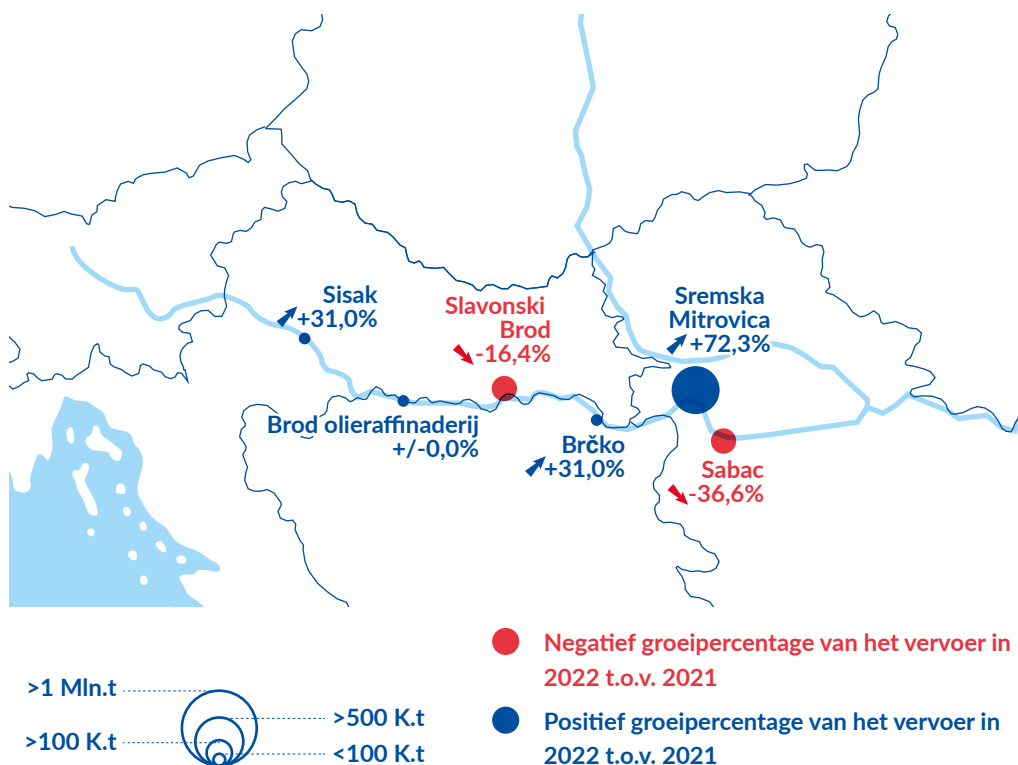 Sisak
+31,0%
Slavonski
Brod
-16,4%
Sremska
Mitrovica
+72,3%
Brod olieraffinaderij
+/-0,0%
Brčko
+31,0%
Sabac
-36,6%
Negatief groeipercentage van het vervoer in
2022 t.o.v. 2021
Positief groeipercentage van het vervoer in
2022 t.o.v. 2021
>1 Mln.t
>500 K.t
>100 K.t
<100 K.t